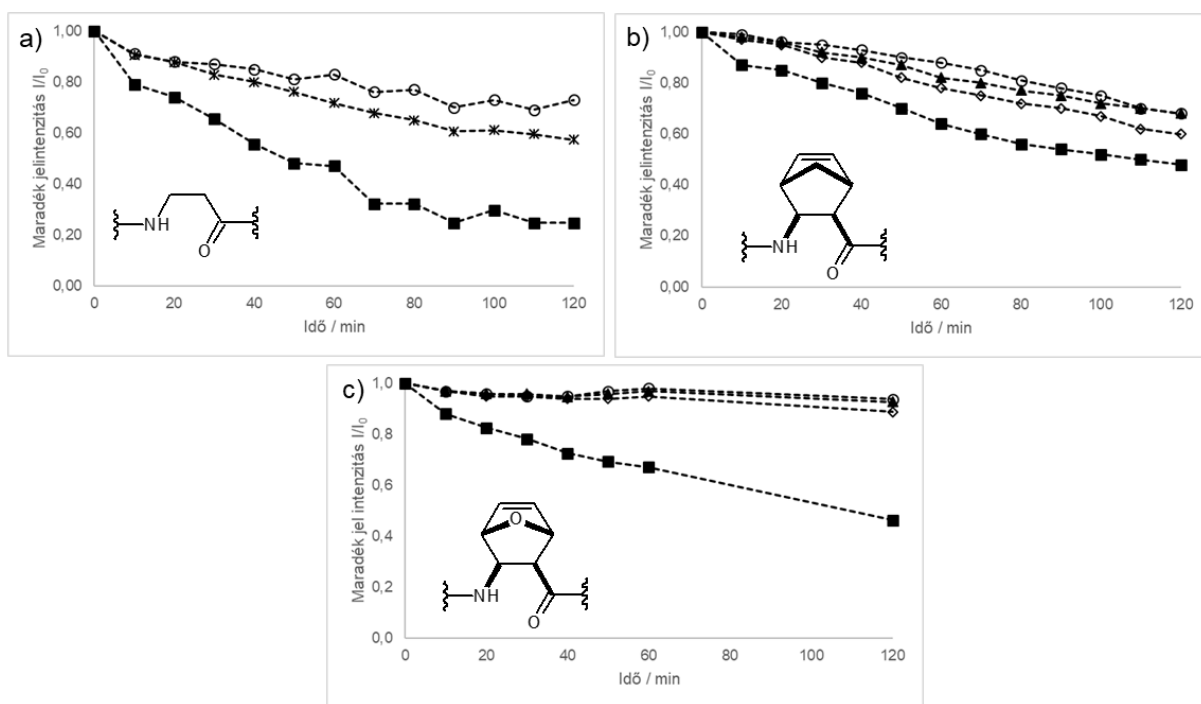 a)
Maradék jelintenzitás I/I₀
1,00
0,80
0,60
0,40
0,20
0,00
NH
O
0 20 40 60 80 100 120
Idő / min
b)
Maradék jelintenzitás I/I₀
1,00
0,80
0,60
0,40
0,20
0,00
NH
O
0 20 40 60 80 100 120
Idő / min
c)
Maradék jel intenzitás I/I₀
1,0
0,8
0,6
0,4
0,2
0,0
O
NH
O
0 20 40 60 80 100 120
Idő / min